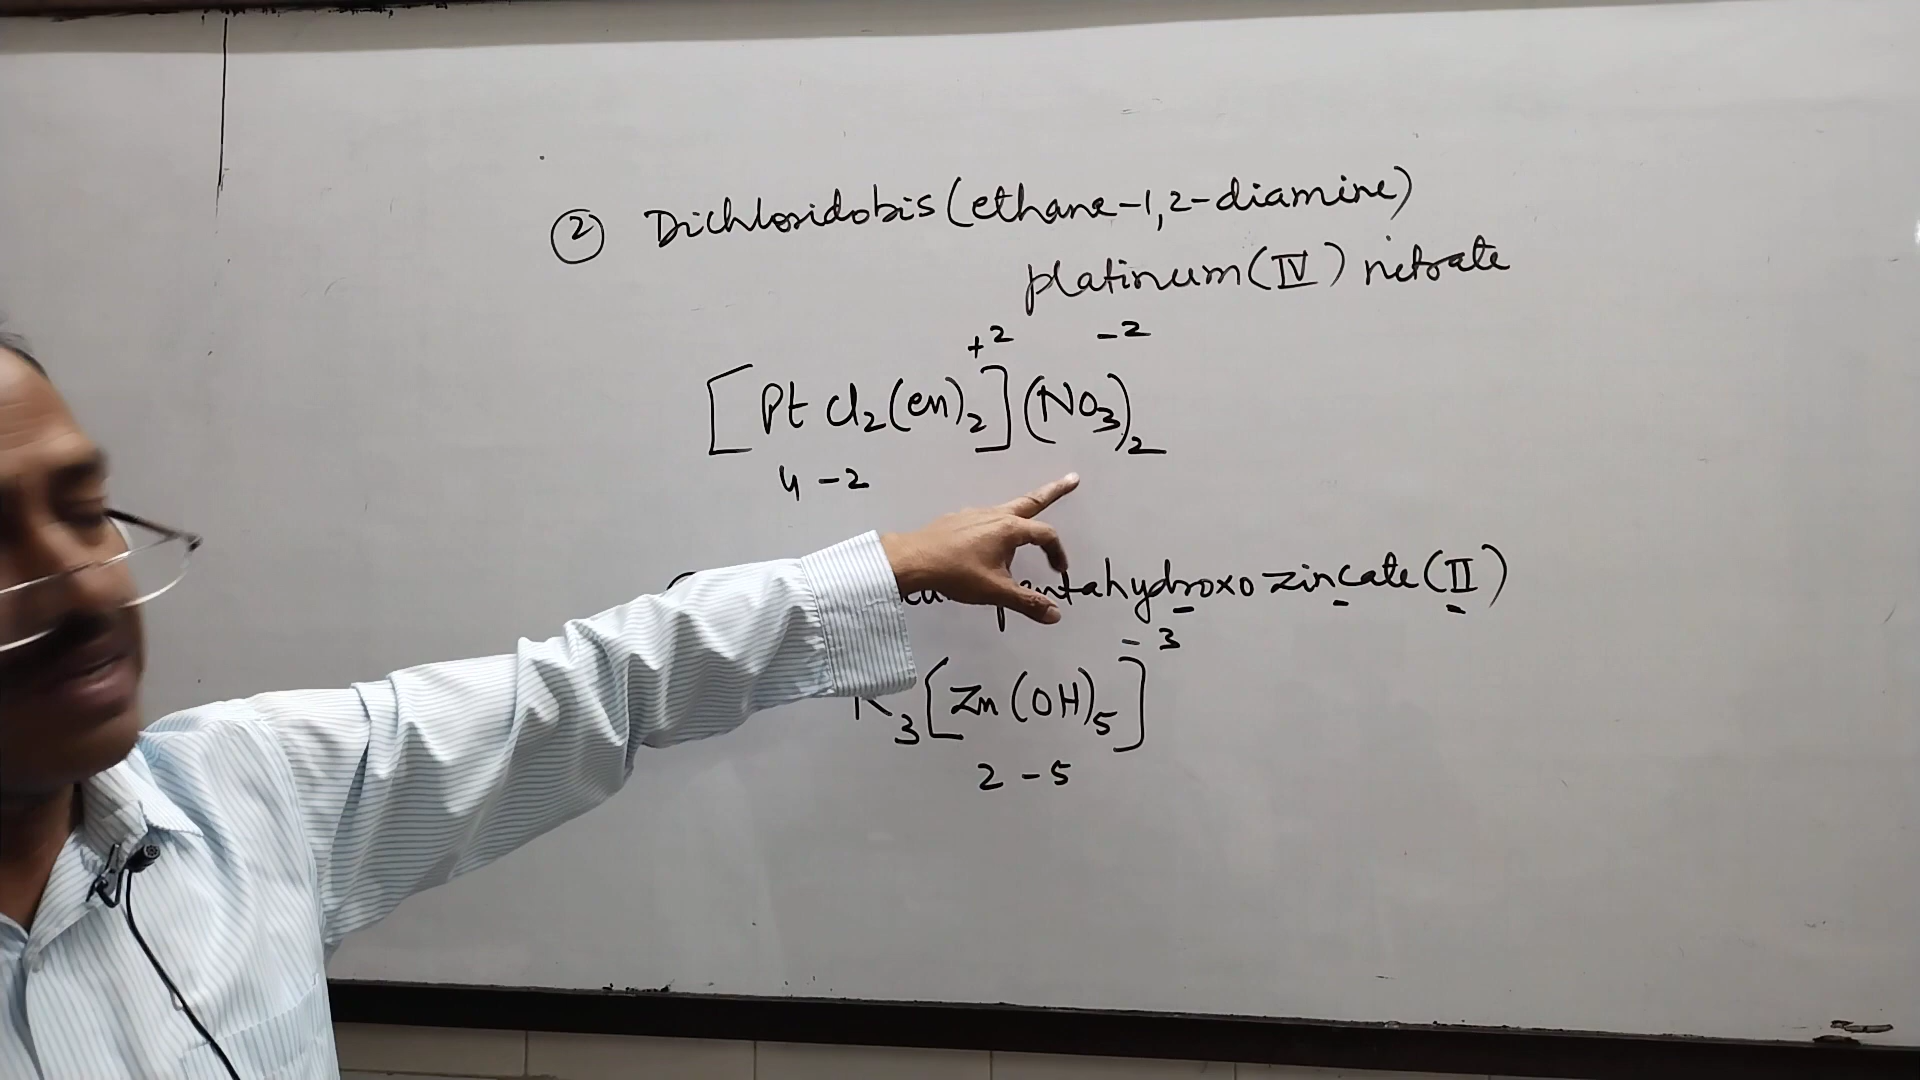 ② Dichloridobis(ethane-1,2-diamine)
platinum(IV) nitrate
+2 -2
[Pt Cl₂(en)₂](NO₃)₂
4 -2
pentahydroxo zincate(II)
-3
K₃[Zn(OH)₅]
2 -5